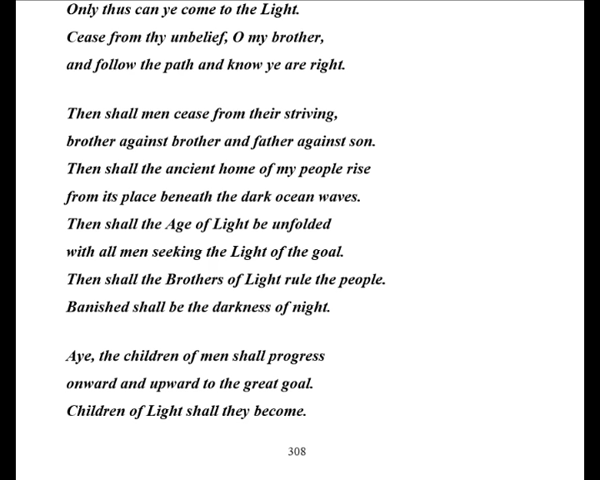 Only thus can ye come to the Light.
Cease from thy unbelief, O my brother,
and follow the path and know ye are right.
Then shall men cease from their striving,
brother against brother and father against son.
Then shall the ancient home of my people rise
from its place beneath the dark ocean waves.
Then shall the Age of Light be unfolded
with all men seeking the Light of the goal.
Then shall the Brothers of Light rule the people.
Banished shall be the darkness of night.
Aye, the children of men shall progress
onward and upward to the great goal.
Children of Light shall they become.
308